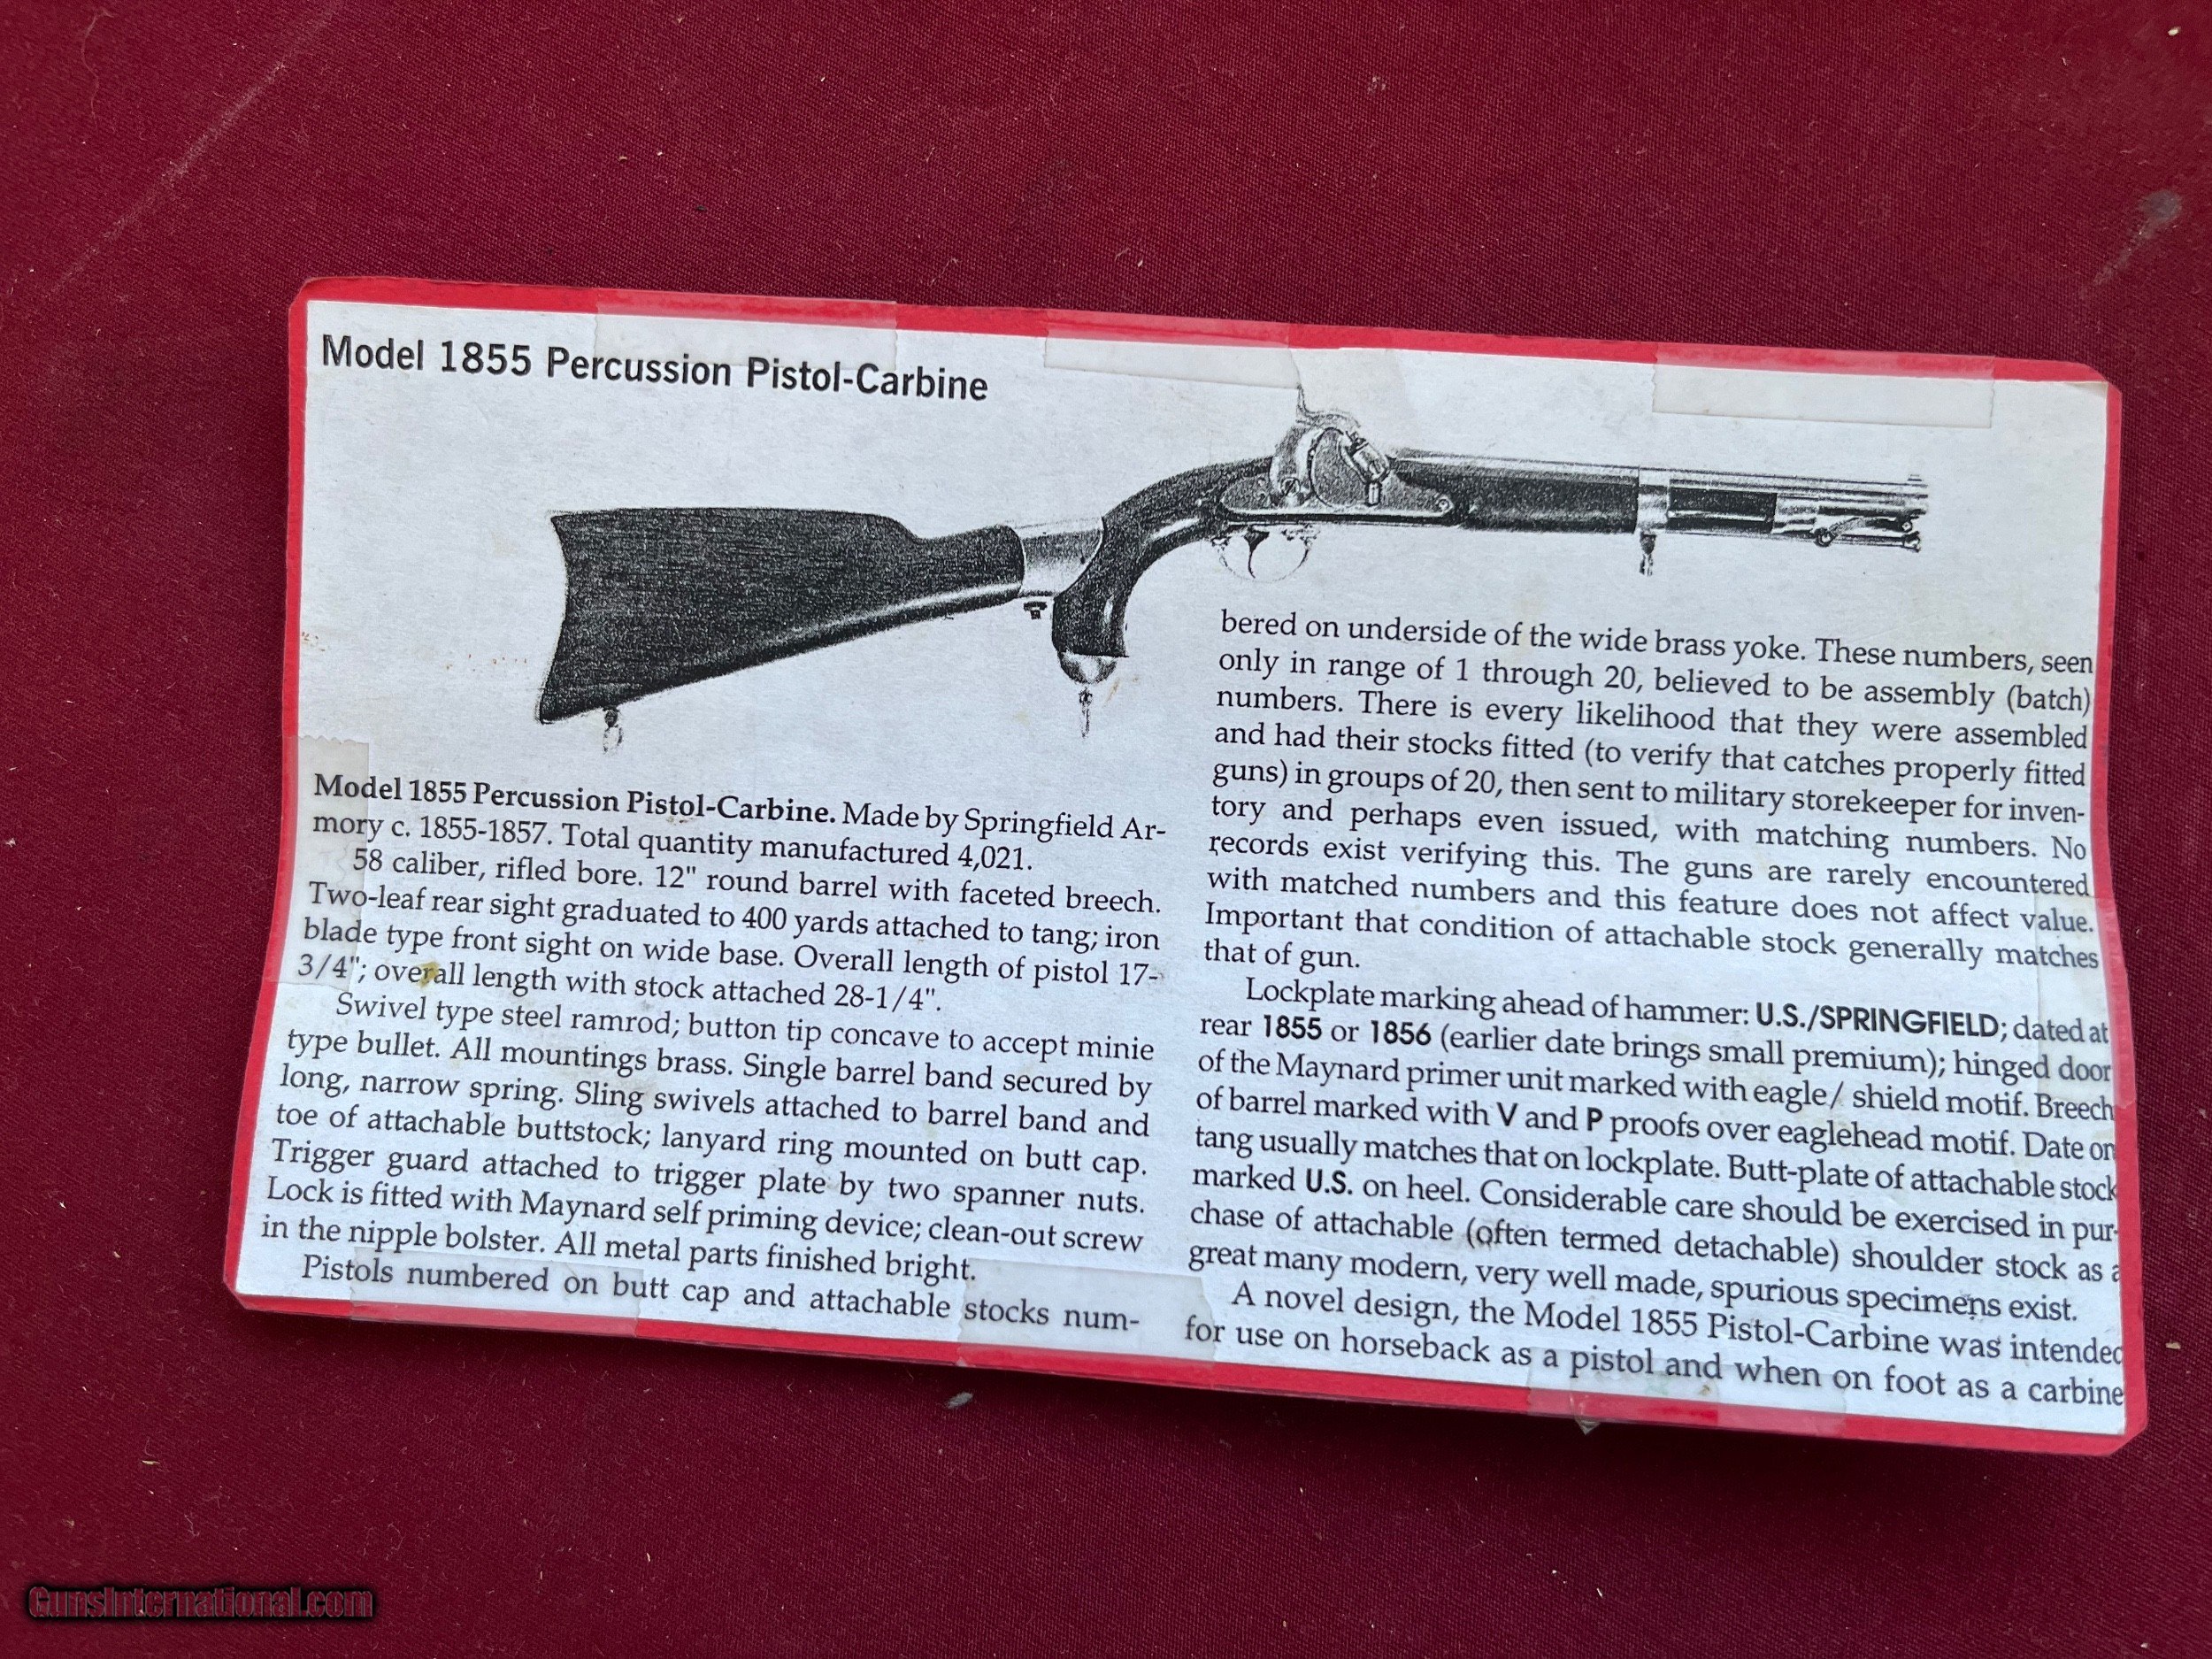 Model 1855 Percussion Pistol-Carbine
Model 1855 Percussion Pistol-Carbine. Made by Springfield Ar-
mory c. 1855-1857. Total quantity manufactured 4,021.
58 caliber, rifled bore. 12" round barrel with faceted breech.
Two-leaf rear sight graduated to 400 yards attached to tang; iron
blade type front sight on wide base. Overall length of pistol 17-
3/4"; overall length with stock attached 28-1/4".
Swivel type steel ramrod; button tip concave to accept minie
type bullet. All mountings brass. Single barrel band secured by
long, narrow spring. Sling swivels attached to barrel band and
toe of attachable buttstock; lanyard ring mounted on butt cap.
Trigger guard attached to trigger plate by two spanner nuts.
Lock is fitted with Maynard self priming device; clean-out screw
in the nipple bolster. All metal parts finished bright.
Pistols numbered on butt cap and attachable stocks num-
bered on underside of the wide brass yoke. These numbers, seen
only in range of 1 through 20, believed to be assembly (batch)
numbers. There is every likelihood that they were assembled
and had their stocks fitted (to verify that catches properly fitted
guns) in groups of 20, then sent to military storekeeper for inven-
tory and perhaps even issued, with matching numbers. No
records exist verifying this. The guns are rarely encountered
with matched numbers and this feature does not affect value.
Important that condition of attachable stock generally matches
that of gun.
Lockplate marking ahead of hammer: U.S./SPRINGFIELD; dated at
rear 1855 or 1856 (earlier date brings small premium); hinged door
of the Maynard primer unit marked with eagle/ shield motif. Breech
of barrel marked with V and P proofs over eaglehead motif. Date on
tang usually matches that on lockplate. Butt-plate of attachable stock
marked U.S. on heel. Considerable care should be exercised in pur-
chase of attachable (often termed detachable) shoulder stock as a
great many modern, very well made, spurious specimens exist.
A novel design, the Model 1855 Pistol-Carbine was intended
for use on horseback as a pistol and when on foot as a carbine
GunsInternational.com